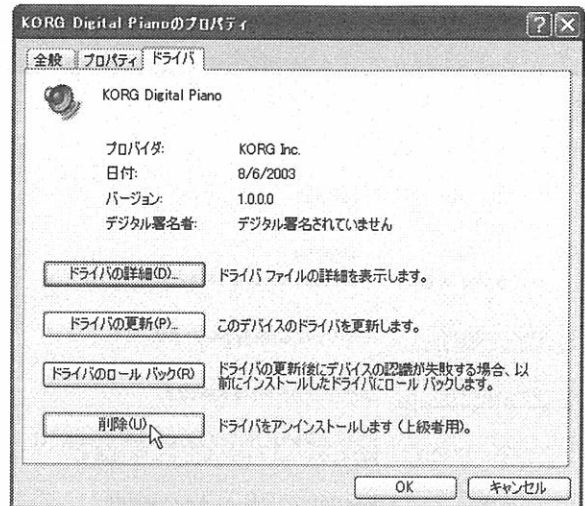 KORG Digital Pianoのプロパティ
全般 プロパティ ドライバ
KORG Digital Piano
プロバイダ: KORG Inc.
日付: 8/6/2003
バージョン: 1.0.0.0
デジタル署名者: デジタル署名されていません
ドライバの詳細(D)... ドライバ ファイルの詳細を表示します。
ドライバの更新(P)... このデバイスのドライバを更新します。
ドライバのロール バック(R) ドライバの更新後にデバイスの認識が失敗する場合、以
前にインストールしたドライバにロール バックします。
削除(U) ドライバをアンインストールします (上級者用)。
OK キャンセル